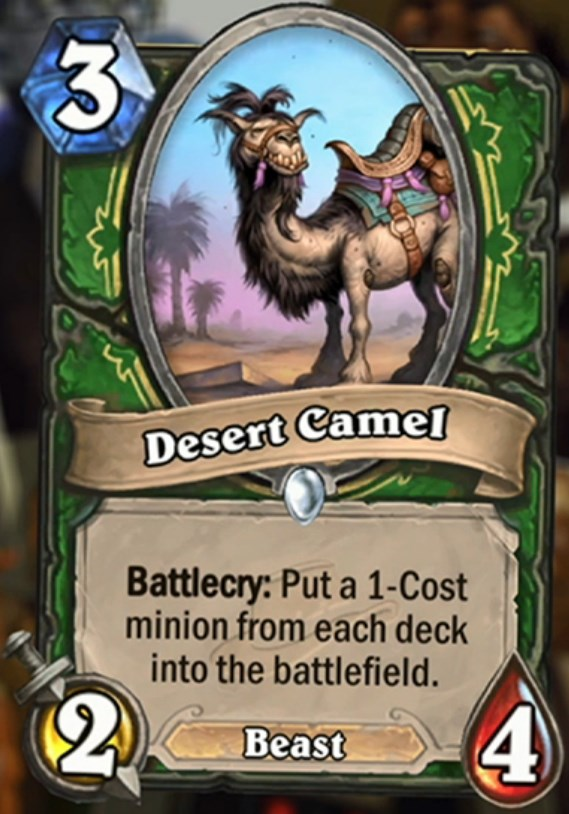 3
Desert Camel
Battlecry: Put a 1-Cost
minion from each deck
into the battlefield.
2
Beast
4